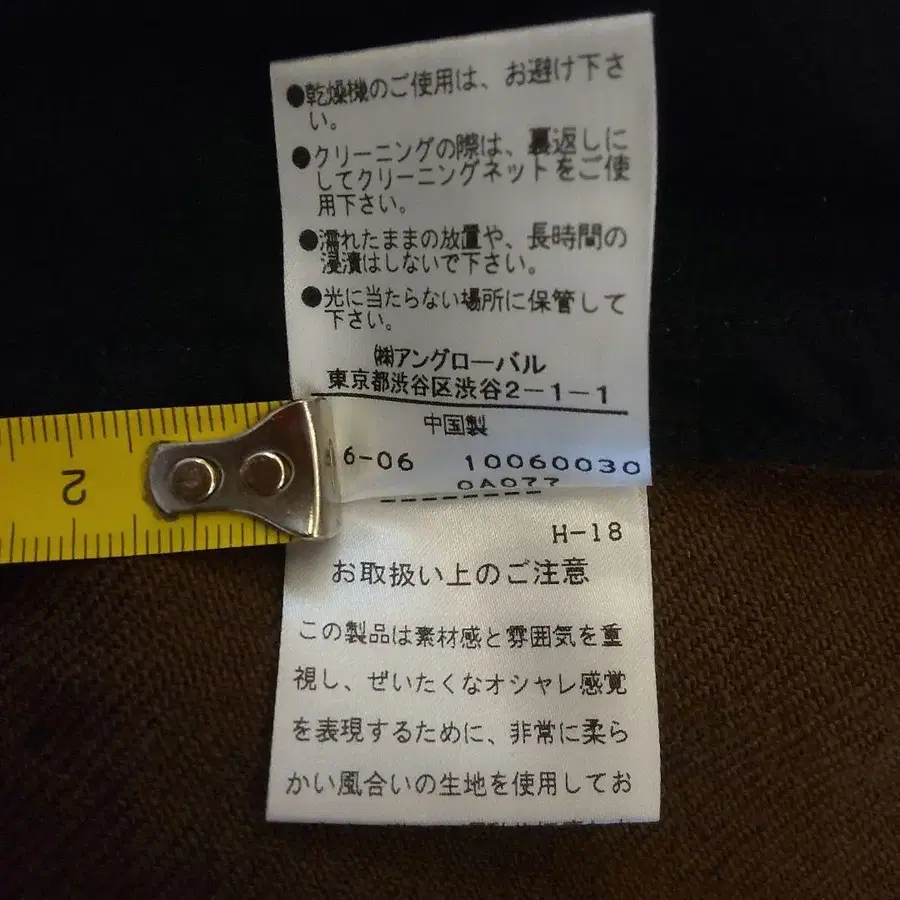 ●乾燥機のご使用は、お避け下さ
い。
●クリーニングの際は、裏返しに
してクリーニングネットをご使
用下さい。
●濡れたままの放置や、長時間の
浸漬はしないで下さい。
●光に当たらない場所に保管して
下さい。
㈱アングローバル
東京都渋谷区渋谷2-1-1
中国製
6-06 10060030
0A077
2
H-18
お取扱い上のご注意
この製品は素材感と雰囲気を重
視し、ぜいたくなオシャレ感覚
を表現するために、非常に柔ら
かい風合いの生地を使用してお